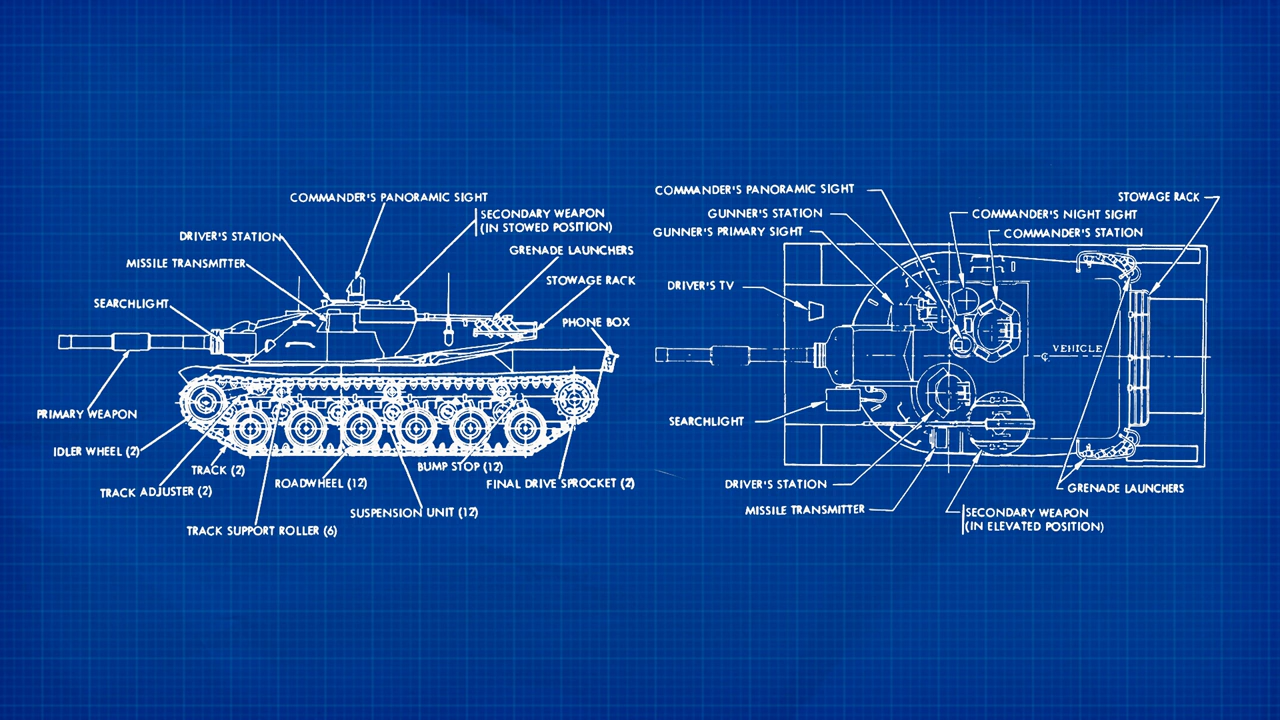 COMMANDER'S PANORAMIC SIGHT
SECONDARY WEAPON
(IN STOWED POSITION)
DRIVER'S STATION
GRENADE LAUNCHERS
MISSILE TRANSMITTER
STOWAGE RACK
SEARCHLIGHT
PHONE BOX
PRIMARY WEAPON
IDLER WHEEL (2)
TRACK (2)
BUMP STOP (12)
TRACK ADJUSTER (2)
ROADWHEEL (12)
FINAL DRIVE SPROCKET (2)
SUSPENSION UNIT (12)
TRACK SUPPORT ROLLER (6)
COMMANDER'S PANORAMIC SIGHT
STOWAGE RACK
GUNNER'S STATION
COMMANDER'S NIGHT SIGHT
GUNNER'S PRIMARY SIGHT
COMMANDER'S STATION
DRIVER'S TV
VEHICLE
℄
SEARCHLIGHT
DRIVER'S STATION
GRENADE LAUNCHERS
MISSILE TRANSMITTER
SECONDARY WEAPON
(IN ELEVATED POSITION)